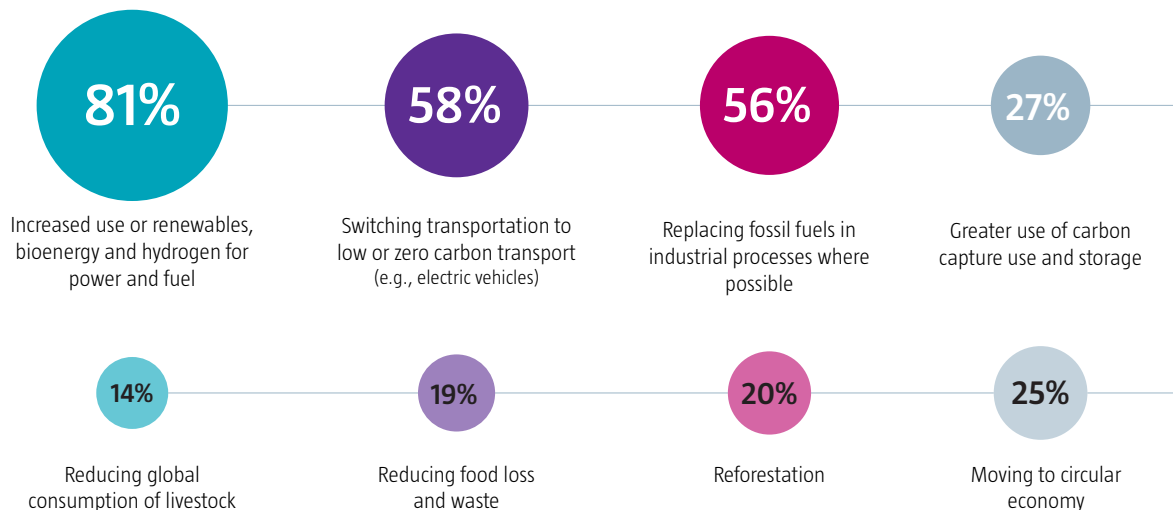 81%
58%
56%
27%
Increased use or renewables,
bioenergy and hydrogen for
power and fuel
Switching transportation to
low or zero carbon transport
(e.g., electric vehicles)
Replacing fossil fuels in
industrial processes where
possible
Greater use of carbon
capture use and storage
14%
19%
20%
25%
Reducing global
consumption of livestock
Reducing food loss
and waste
Reforestation
Moving to circular
economy